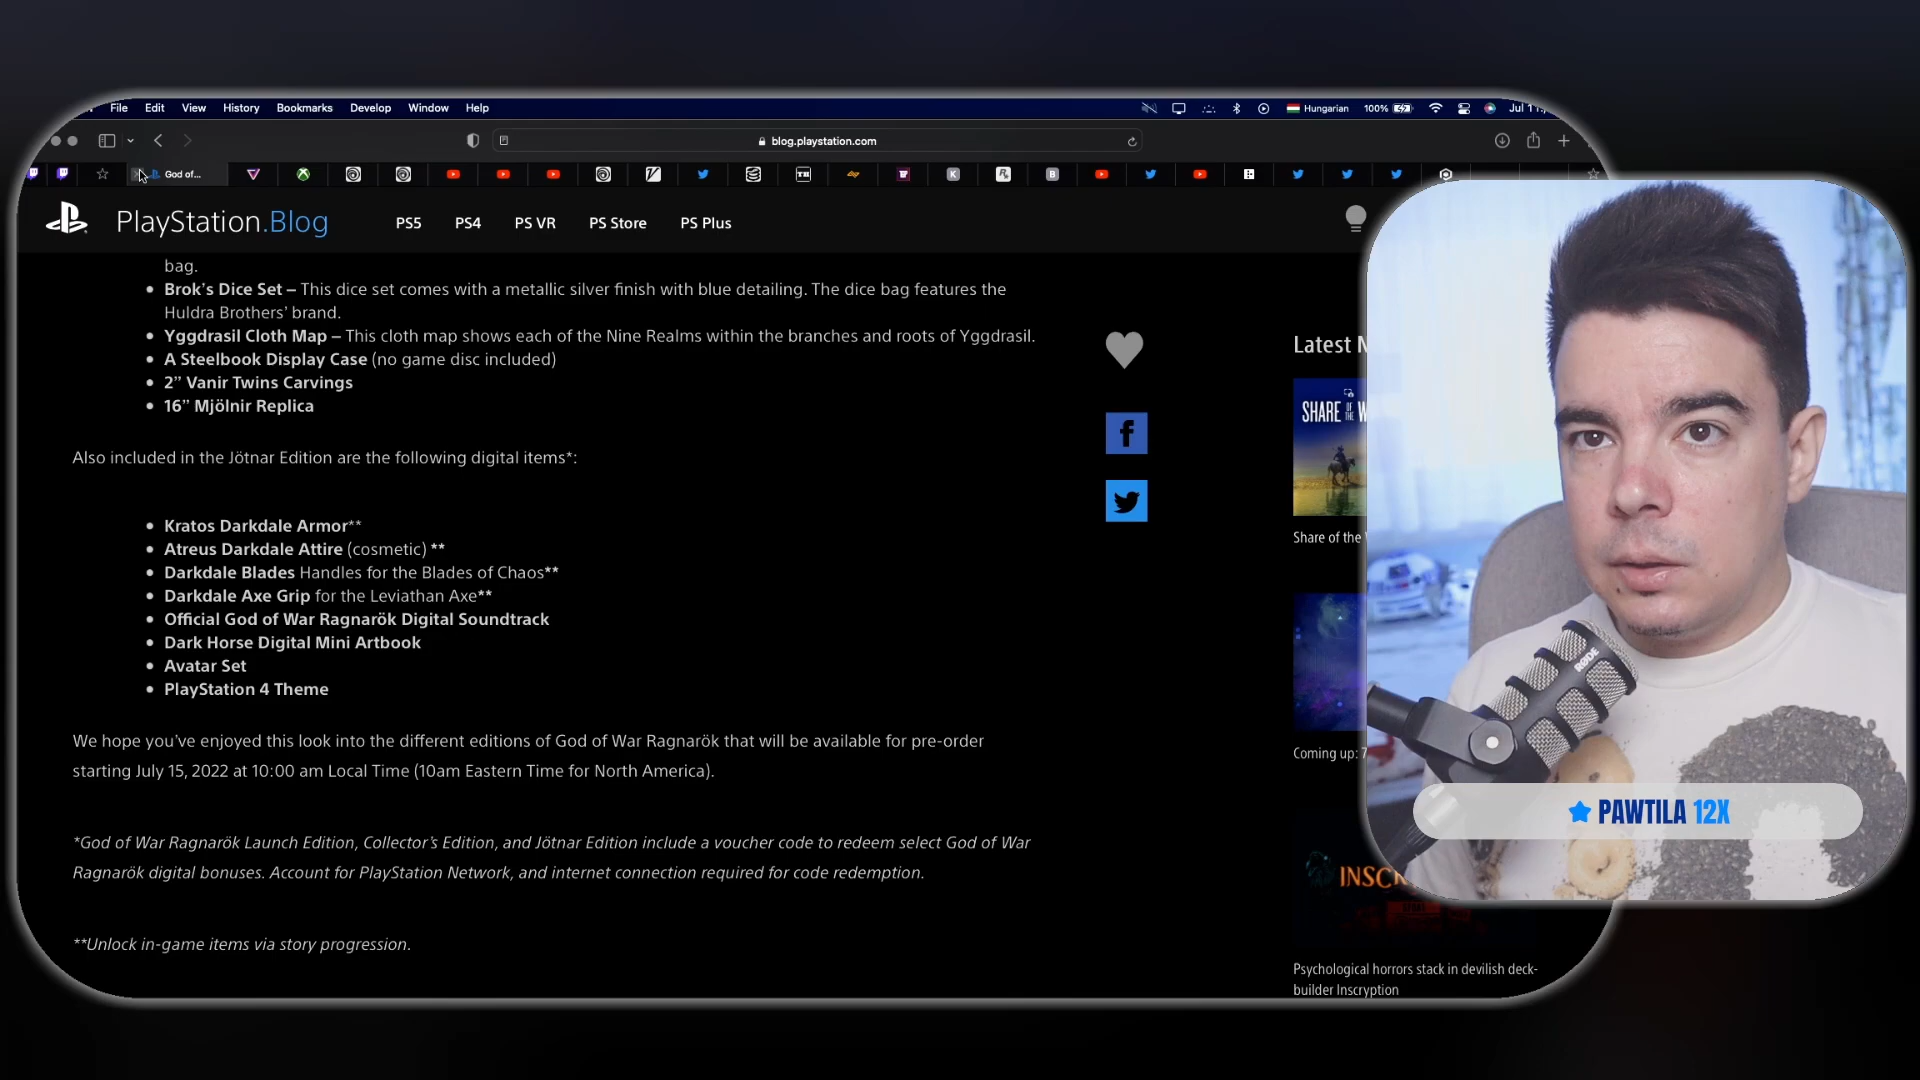 File Edit View History Bookmarks Develop Window Help
Hungarian 100%
blog.playstation.com
God of...
PlayStation.Blog PS5 PS4 PS VR PS Store PS Plus
bag.
• Brok's Dice Set – This dice set comes with a metallic silver finish with blue detailing. The dice bag features the
Huldra Brothers' brand.
• Yggdrasil Cloth Map – This cloth map shows each of the Nine Realms within the branches and roots of Yggdrasil.
• A Steelbook Display Case (no game disc included)
• 2” Vanir Twins Carvings
• 16” Mjölnir Replica
Also included in the Jötnar Edition are the following digital items*:
• Kratos Darkdale Armor**
• Atreus Darkdale Attire (cosmetic) **
• Darkdale Blades Handles for the Blades of Chaos**
• Darkdale Axe Grip for the Leviathan Axe**
• Official God of War Ragnarök Digital Soundtrack
• Dark Horse Digital Mini Artbook
• Avatar Set
• PlayStation 4 Theme
We hope you've enjoyed this look into the different editions of God of War Ragnarök that will be available for pre-order
starting July 15, 2022 at 10:00 am Local Time (10am Eastern Time for North America).
*God of War Ragnarök Launch Edition, Collector's Edition, and Jötnar Edition include a voucher code to redeem select God of War
Ragnarök digital bonuses. Account for PlayStation Network, and internet connection required for code redemption.
**Unlock in-game items via story progression.
Latest
SHARE OF THE
Share of the
Coming up:
Psychological horrors stack in devilish deck-
builder Inscryption
RØDE
PAWTILA 12X